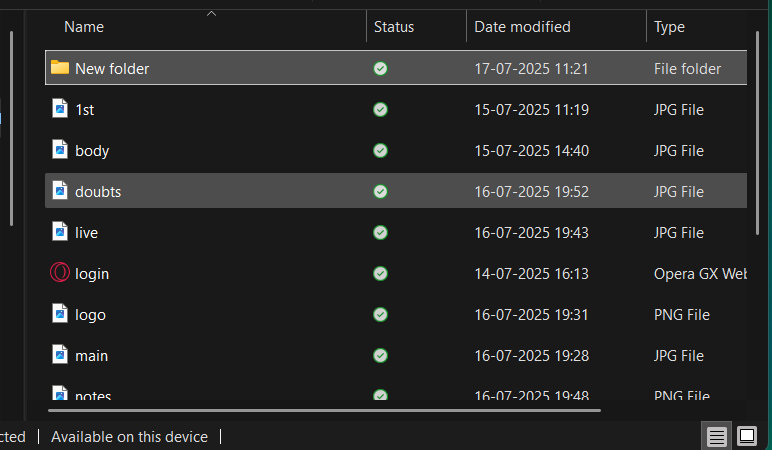 Name Status Date modified Type
New folder 17-07-2025 11:21 File folder
1st 15-07-2025 11:19 JPG File
body 15-07-2025 14:40 JPG File
doubts 16-07-2025 19:52 JPG File
live 16-07-2025 19:43 JPG File
login 14-07-2025 16:13 Opera GX Web
logo 16-07-2025 19:31 PNG File
main 16-07-2025 19:28 JPG File
notes 16-07-2025 19:48 PNG File
cted Available on this device